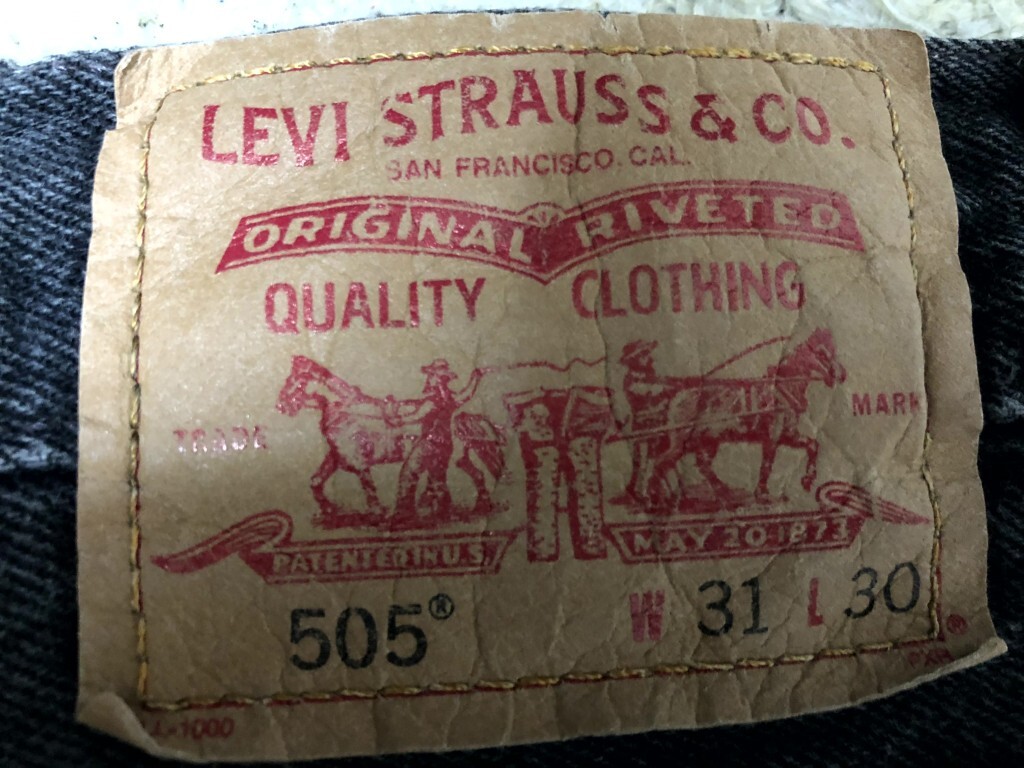 LEVI STRAUSS & CO.
SAN FRANCISCO. CAL.
ORIGINAL RIVETED
QUALITY CLOTHING
TRADE MARK
PATENTED IN U.S.
MAY 20 1873
505® W 31 L 30
®